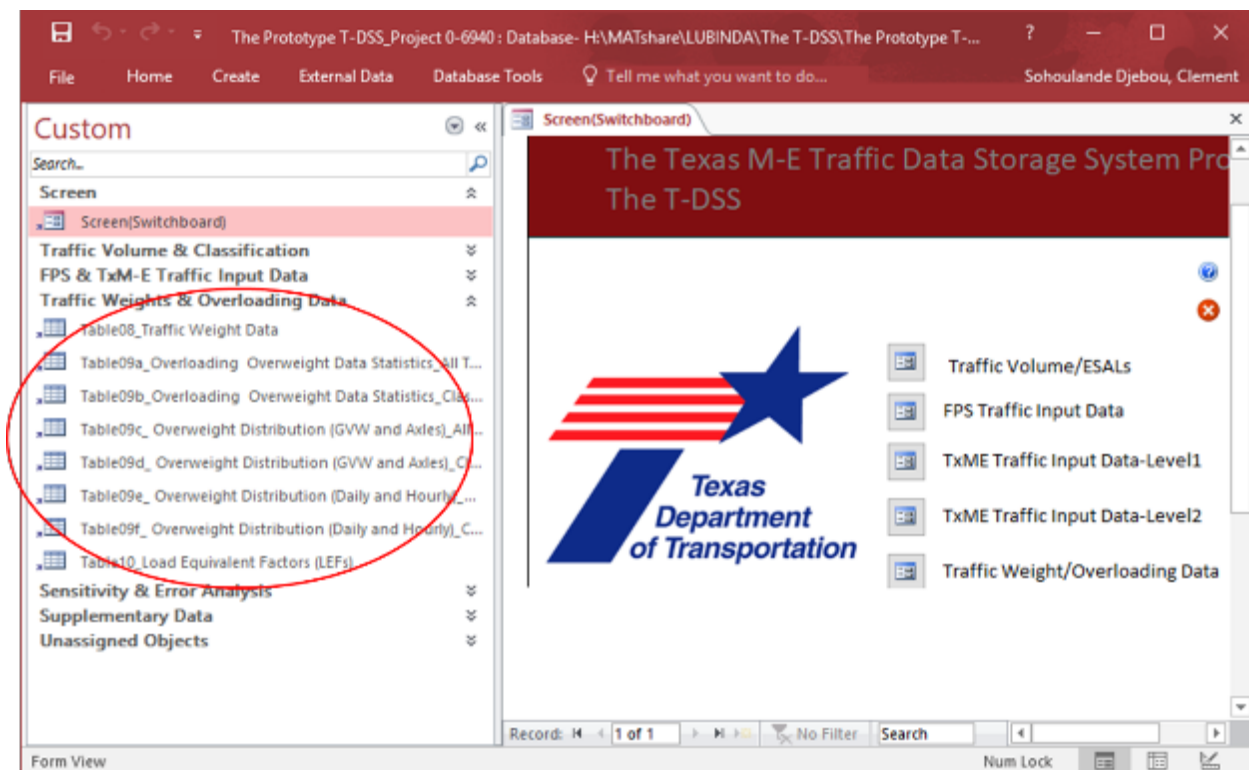 The Prototype T-DSS_Project 0-6940 : Database- H:\MATshare\LUBINDA\The T-DSS\The Prototype T-... ?
File Home Create External Data Database Tools Tell me what you want to do... Sohoulande Djebou, Clement
Custom
Search..
Screen
Screen(Switchboard)
Traffic Volume & Classification
FPS & TxM-E Traffic Input Data
Traffic Weights & Overloading Data
Table08_Traffic Weight Data
Table09a_Overloading Overweight Data Statistics_All T...
Table09b_Overloading Overweight Data Statistics_Clas...
Table09c_ Overweight Distribution (GVW and Axles)_All...
Table09d_ Overweight Distribution (GVW and Axles)_Cl...
Table09e_ Overweight Distribution (Daily and Hourly)_...
Table09f_ Overweight Distribution (Daily and Hourly)_C...
Table10_Load Equivalent Factors (LEFs)
Sensitivity & Error Analysis
Supplementary Data
Unassigned Objects
Screen(Switchboard)
The Texas M-E Traffic Data Storage System Pro
The T-DSS
Texas
Department
of Transportation
Traffic Volume/ESALs
FPS Traffic Input Data
TxME Traffic Input Data-Level1
TxME Traffic Input Data-Level2
Traffic Weight/Overloading Data
Record: 1 of 1 No Filter Search
Form View Num Lock